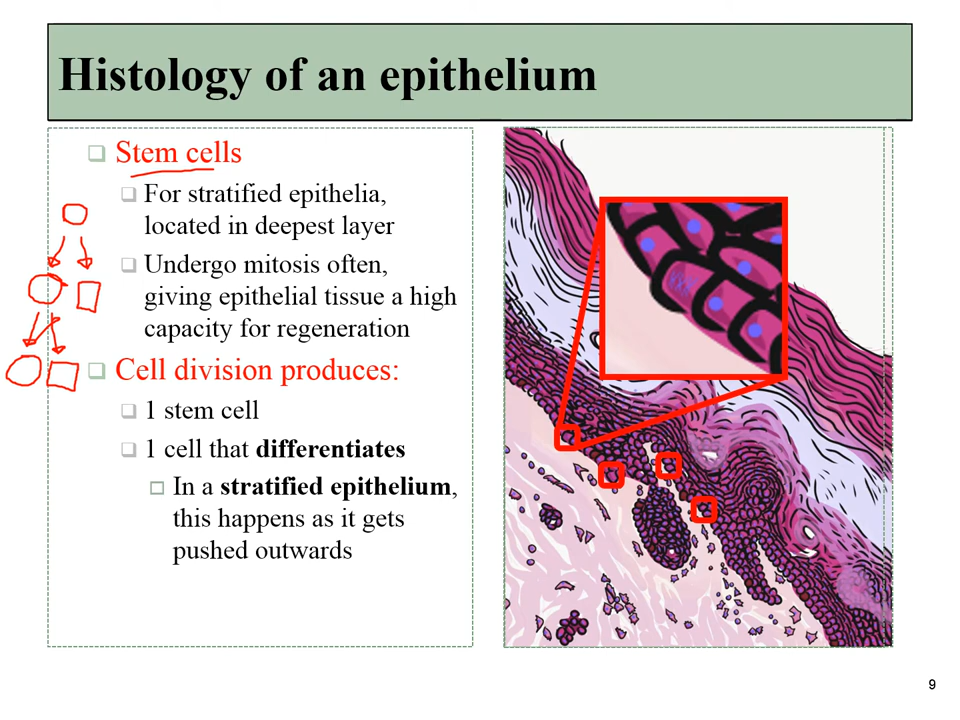 Histology of an epithelium
Stem cells
For stratified epithelia,
located in deepest layer
Undergo mitosis often,
giving epithelial tissue a high
capacity for regeneration
Cell division produces:
1 stem cell
1 cell that differentiates
In a stratified epithelium,
this happens as it gets
pushed outwards
9